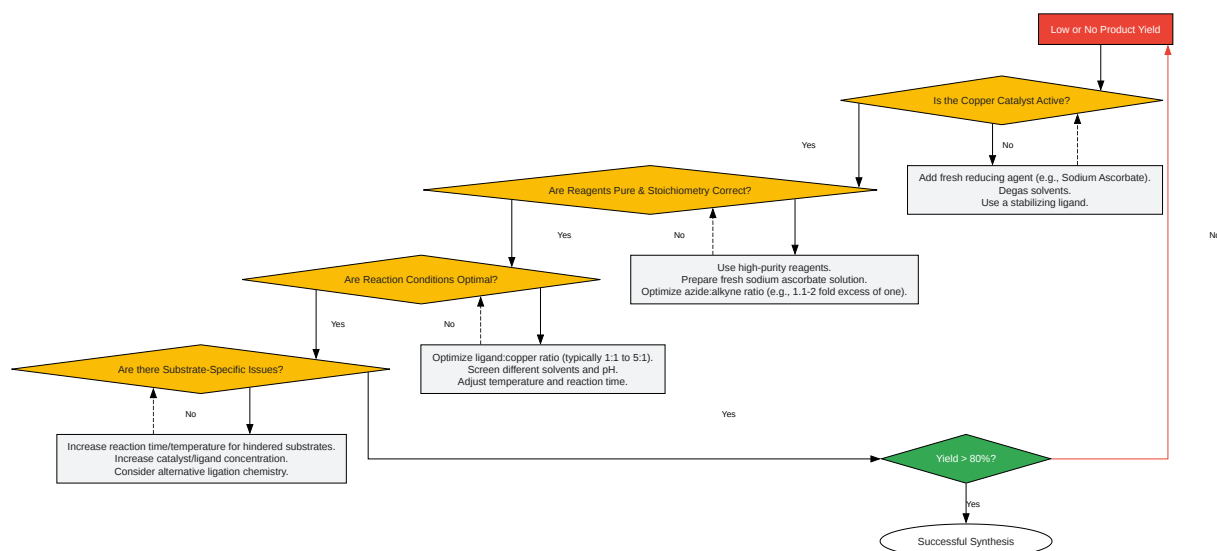 Low or No Product Yield
Is the Copper Catalyst Active?
Yes
No
Add fresh reducing agent (e.g., Sodium Ascorbate).
Degas solvents.
Use a stabilizing ligand.
Are Reagents Pure & Stoichiometry Correct?
Yes
No
No
Use high-purity reagents.
Prepare fresh sodium ascorbate solution.
Optimize azide:alkyne ratio (e.g., 1.1-2 fold excess of one).
Are Reaction Conditions Optimal?
Yes
No
Optimize ligand:copper ratio (typically 1:1 to 5:1).
Screen different solvents and pH.
Adjust temperature and reaction time.
Are there Substrate-Specific Issues?
No
Yes
Increase reaction time/temperature for hindered substrates.
Increase catalyst/ligand concentration.
Consider alternative ligation chemistry.
Yield > 80%?
Yes
Successful Synthesis